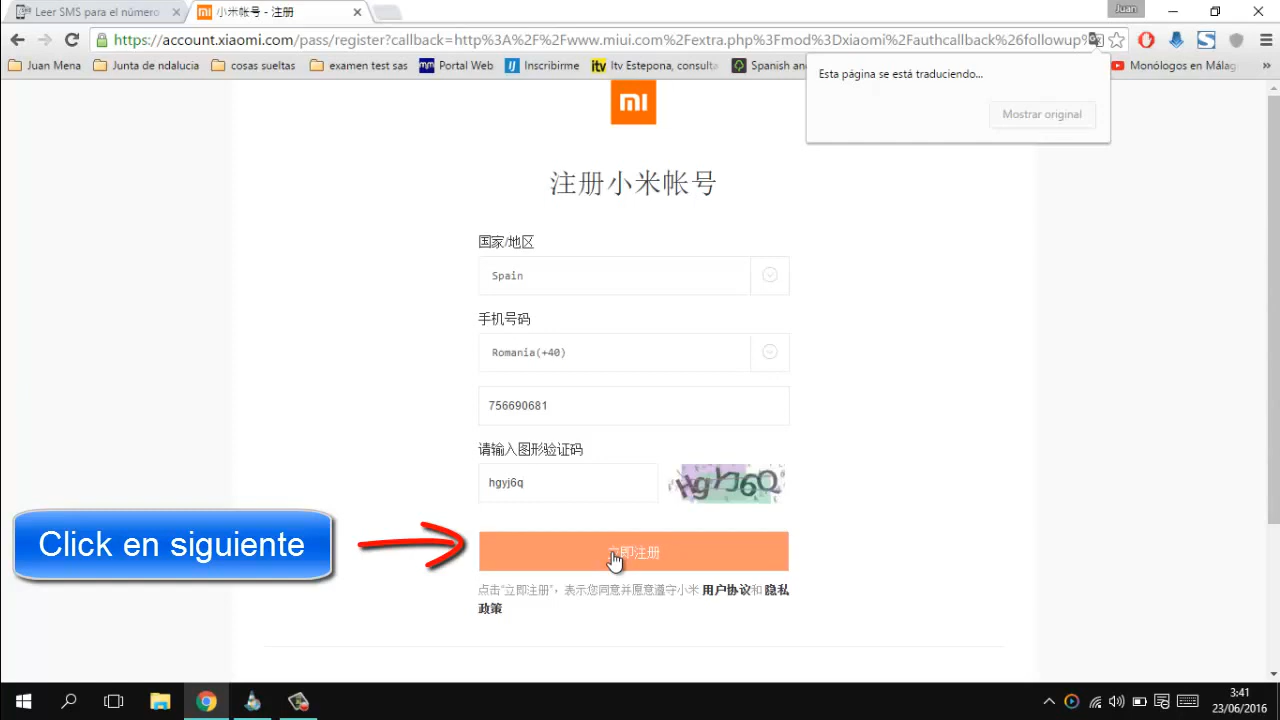 Leer SMS para el número
小米帐号 - 注册
Juan
https://account.xiaomi.com/pass/register?callback=http%3A%2F%2Fwww.miui.com%2Fextra.php%3Fmod%3Dxiaomi%2Fauthcallback%26followup%
Juan Mena
Junta de ndalucia
cosas sueltas
examen test sas
Portal Web
Inscribirme
itv Itv Estepona, consulta
Spanish an
Monólogos en Málag
»
Esta página se está traduciendo...
Mostrar original
mi
注册小米帐号
国家/地区
Spain
手机号码
Romania(+40)
756690681
请输入图形验证码
hgyj6q
HgYJ6Q
Click en siguiente
立即注册
点击"立即注册"，表示您同意并愿意遵守小米 用户协议和 隐私
政策
3:41
23/06/2016